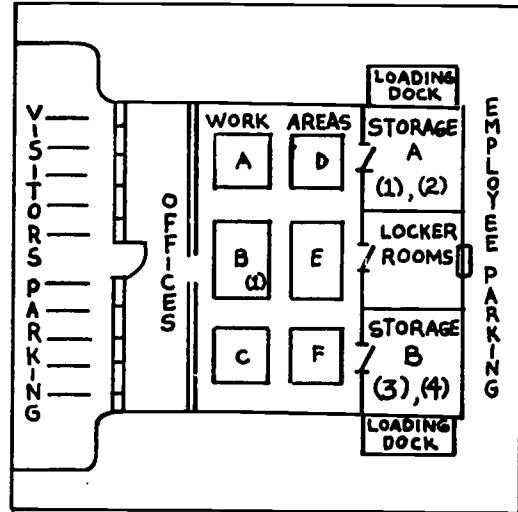 VISITORS PARKING
OFFICES
WORK AREAS
A
D
B
(1)
E
C
F
LOADING
DOCK
STORAGE
A
(1), (2)
LOCKER
ROOMS
STORAGE
B
(3), (4)
LOADING
DOCK
EMPLOYEE PARKING